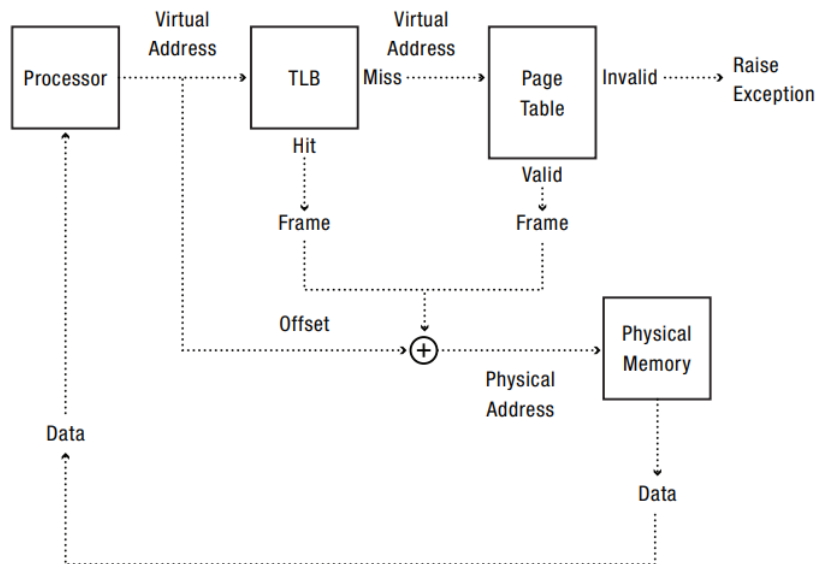 Virtual
Address
Virtual
Address
Processor
TLB
Miss
Page
Table
Invalid
Raise
Exception
Hit
Valid
Frame
Frame
Offset
Physical
Memory
Physical
Address
Data
Data